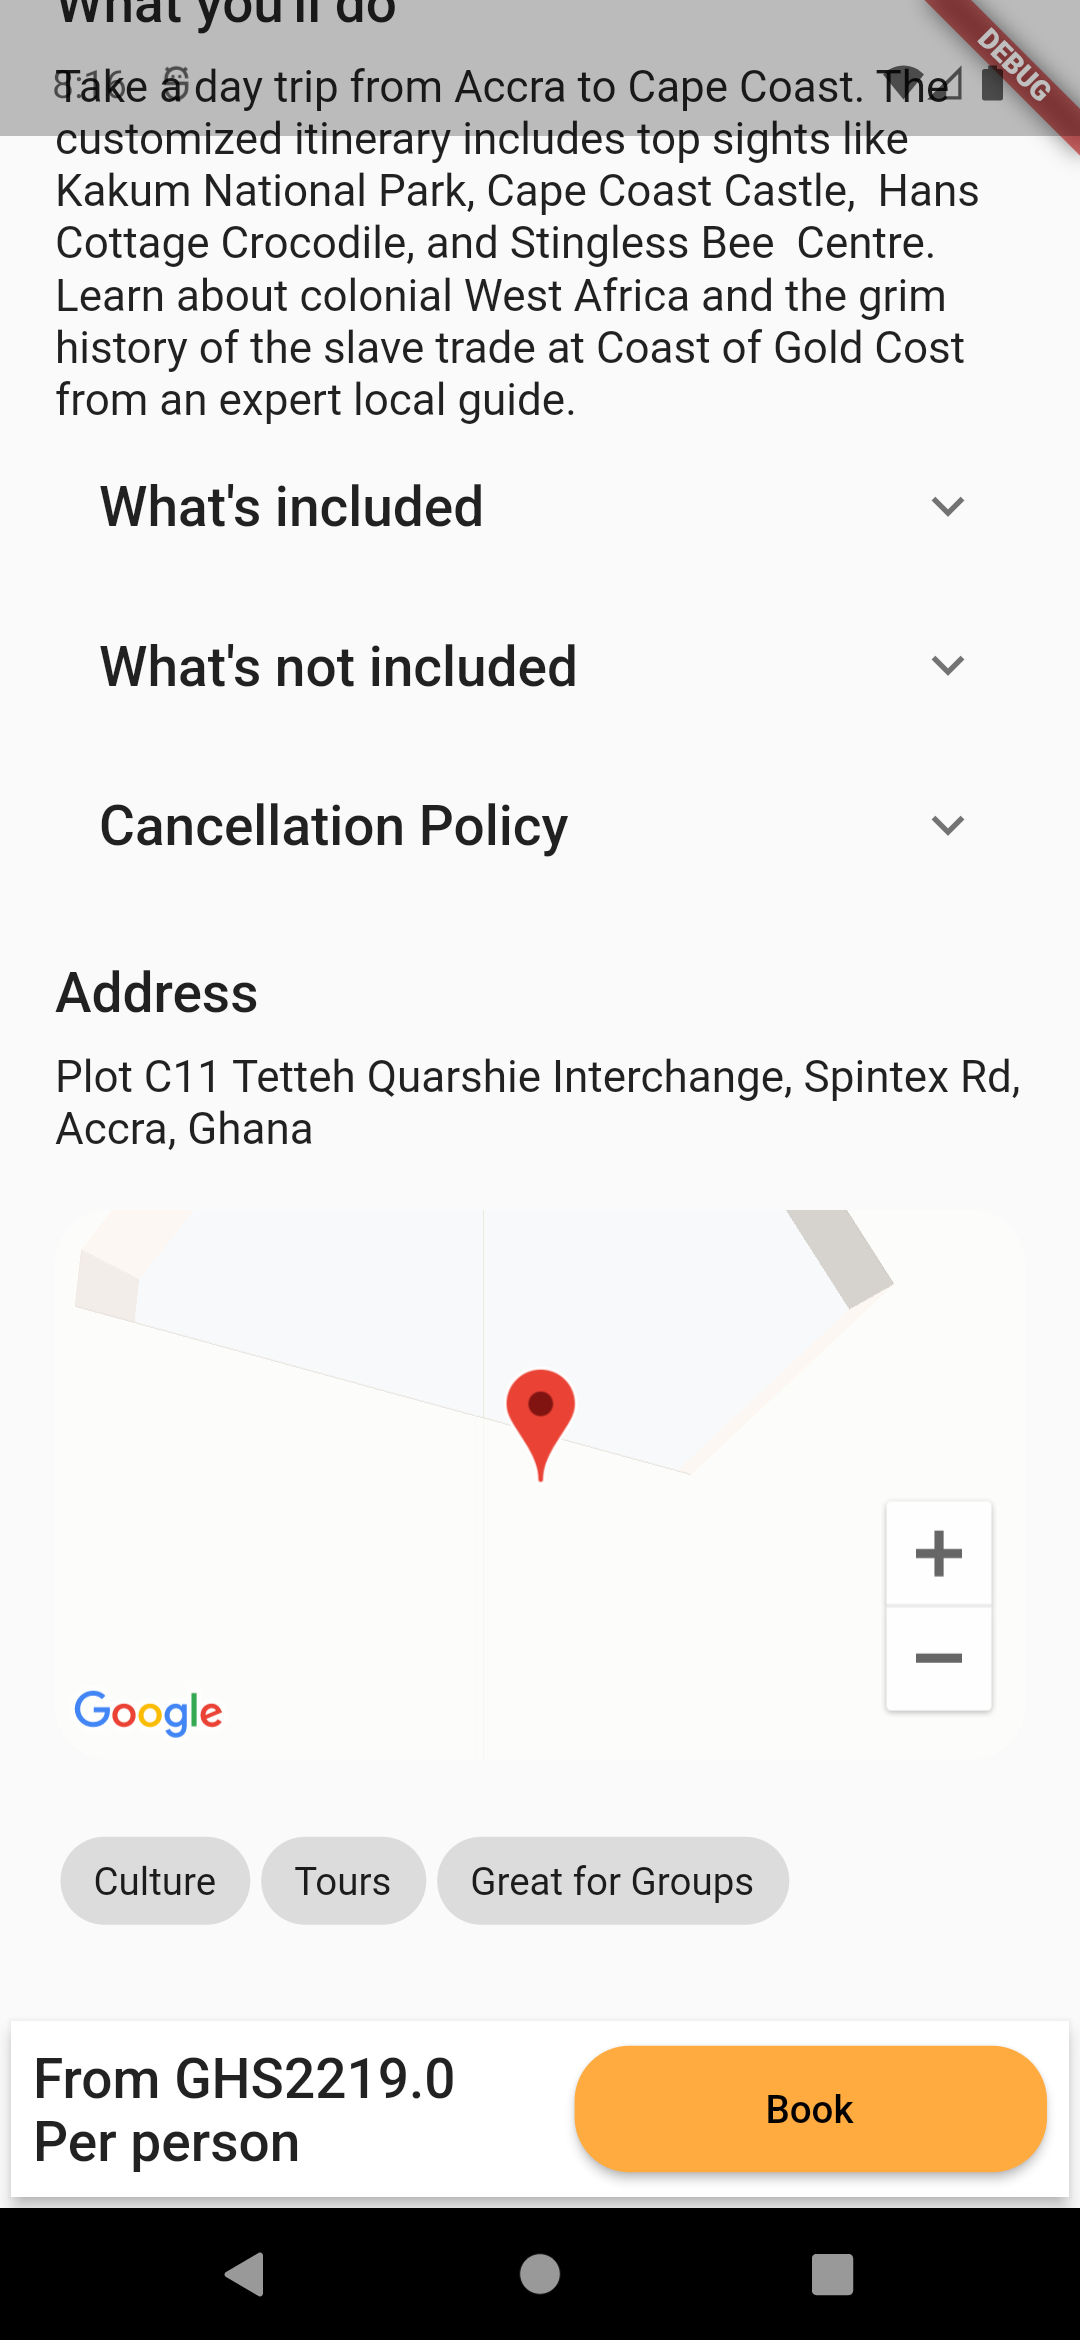 What you'll do
8:16
DEBUG
Take a day trip from Accra to Cape Coast. The
customized itinerary includes top sights like
Kakum National Park, Cape Coast Castle,  Hans
Cottage Crocodile, and Stingless Bee  Centre.
Learn about colonial West Africa and the grim
history of the slave trade at Coast of Gold Cost
from an expert local guide.
What's included
What's not included
Cancellation Policy
Address
Plot C11 Tetteh Quarshie Interchange, Spintex Rd,
Accra, Ghana
Google
Culture Tours Great for Groups
From GHS2219.0
Per person
Book